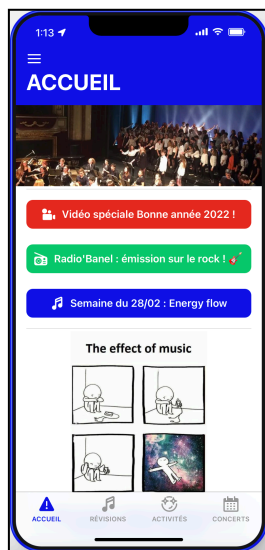 1:13
ACCUEIL
Vidéo spéciale Bonne année 2022 !
Radio'Banel : émission sur le rock ! 🎸
Semaine du 28/02 : Energy flow
The effect of music
ACCUEIL
RÉVISIONS
ACTIVITÉS
CONCERTS